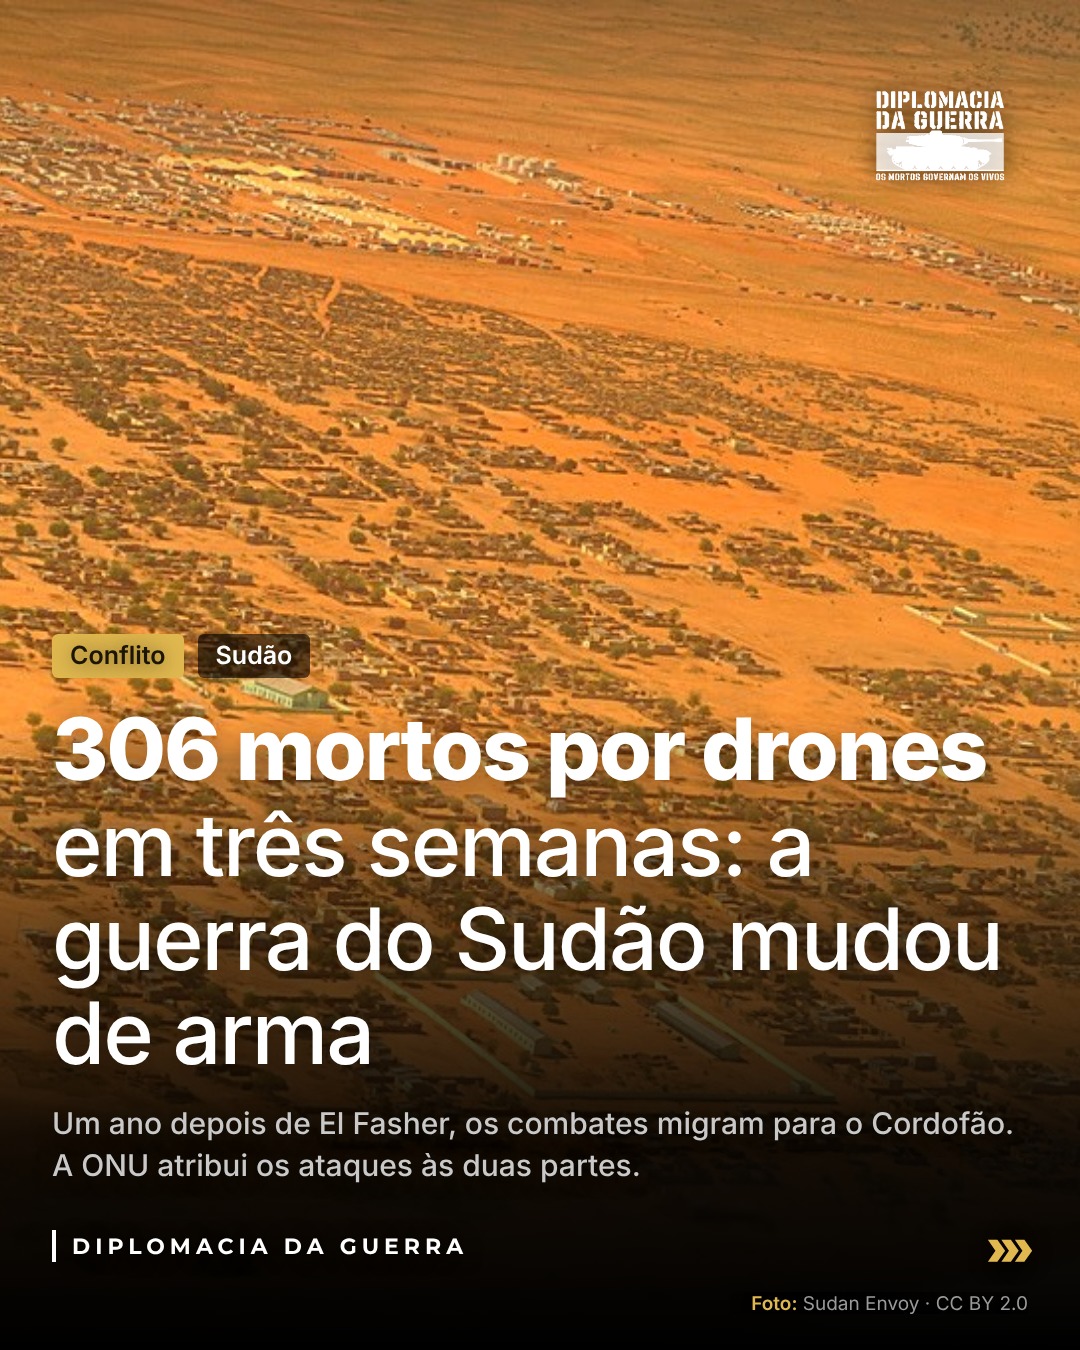 DIPLOMACIA
DA GUERRA
OS MORTOS GOVERNAM OS VIVOS
Conflito
Sudão
306 mortos por drones
em três semanas: a
guerra do Sudão mudou
de arma
Um ano depois de El Fasher, os combates migram para o Cordofão.
A ONU atribui os ataques às duas partes.
DIPLOMACIA DA GUERRA
Foto: Sudan Envoy · CC BY 2.0